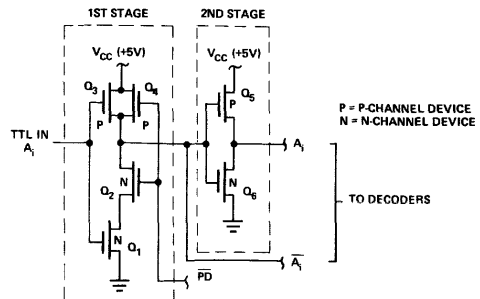 1ST STAGE
2ND STAGE
VCC (+5V)
VCC (+5V)
Q3
Q4
Q5
P
P
P
P = P-CHANNEL DEVICE
N = N-CHANNEL DEVICE
TTL IN
Ai
Ai
N
N
Q2
Q6
TO DECODERS
N
Q1
PD̅
A̅i